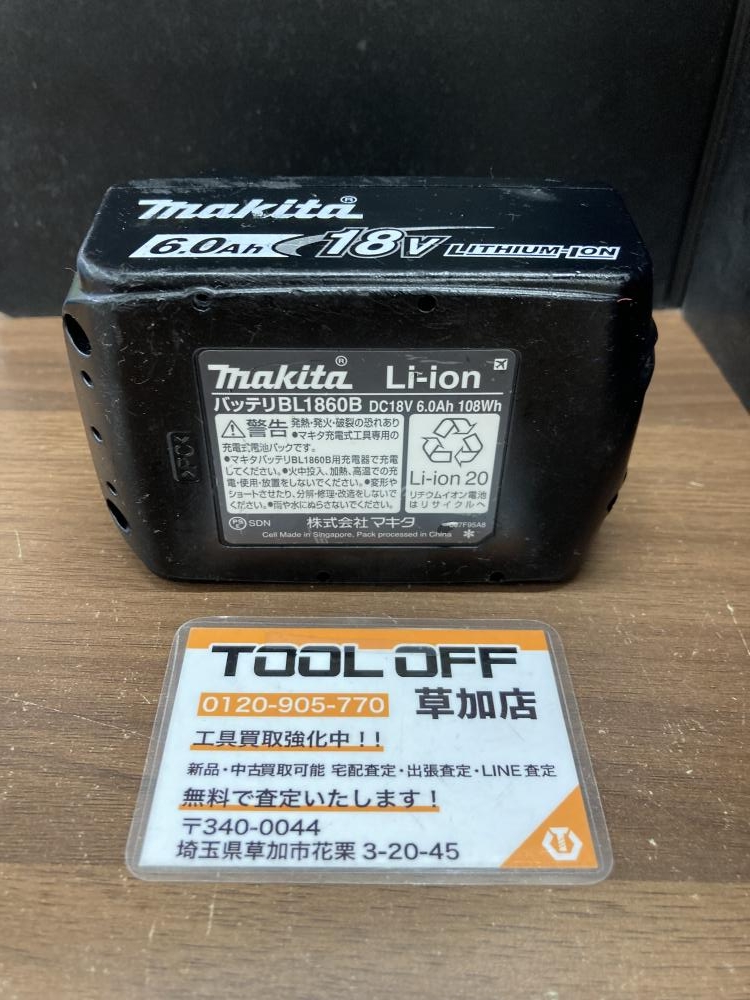 makita®
6.0Ah 18V LITHIUM-ION
makita® Li-ion
バッテリBL1860B DC18V 6.0Ah 108Wh
警告 発熱・発火・破裂の恐れあり
●マキタ充電式工具専用の
充電式電池パックです。
●マキタバッテリBL1860B用充電器で充電
してください。●火中投入、加熱、高温での充
電・使用・放置をしないでください。●変形や
ショートさせたり、分解・修理・改造をしないで
ください。●雨や水にぬらさないでください。
Li-ion 20
リチウムイオン電池
はリサイクルへ
PS E SDN 株式会社マキタ
Cell Made in Singapore, Pack processed in China
>PC<
TOOL OFF
0120-905-770 草加店
工具買取強化中！！
新品・中古買取可能 宅配査定・出張査定・LINE査定
無料で査定いたします！
〒340-0044
埼玉県草加市花栗 3-20-45